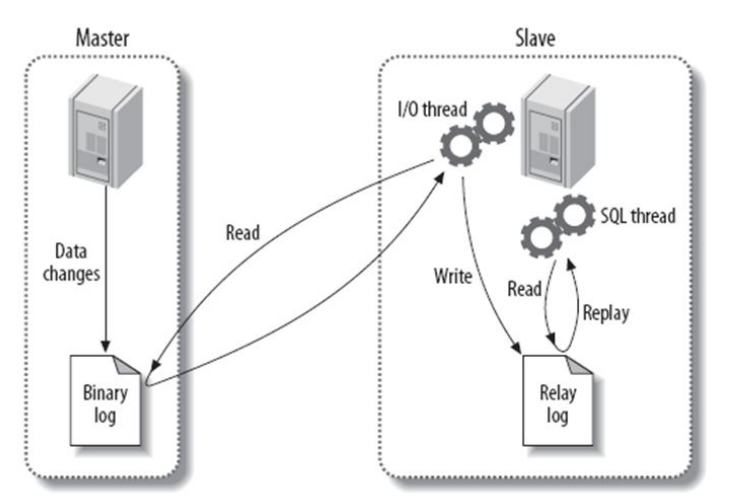 Master
Slave
I/O thread
Read
SQL thread
Data
changes
Write
Read
Replay
Binary
log
Relay
log